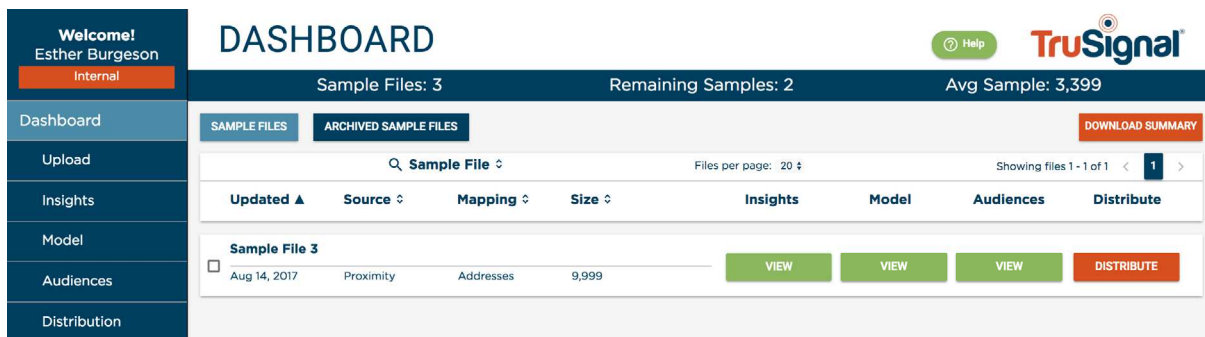 Welcome!
Esther Burgeson
Internal
Dashboard
Upload
Insights
Model
Audiences
Distribution
DASHBOARD
Help
TruSignal
Sample Files: 3 Remaining Samples: 2 Avg Sample: 3,399
SAMPLE FILES ARCHIVED SAMPLE FILES DOWNLOAD SUMMARY
Sample File Files per page: 20 Showing files 1 - 1 of 1 < 1 >
Updated ▲ Source Mapping Size Insights Model Audiences Distribute
Sample File 3
Aug 14, 2017 Proximity Addresses 9,999 VIEW VIEW VIEW DISTRIBUTE